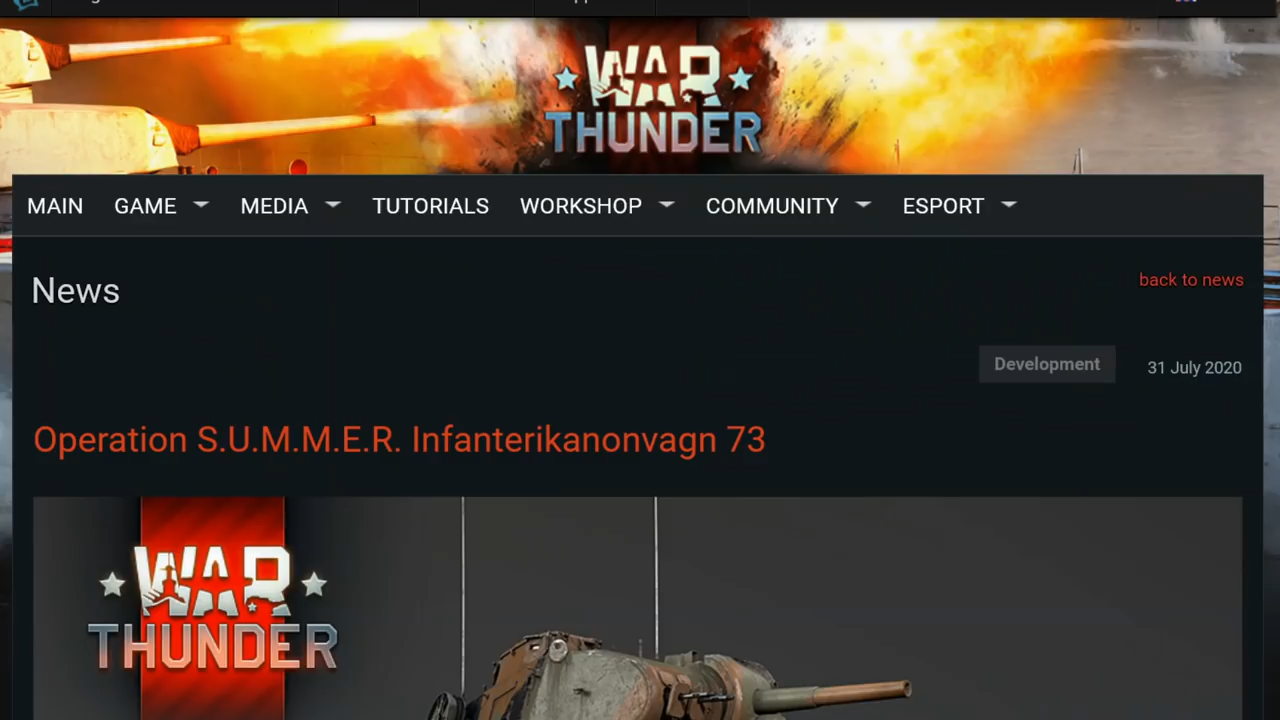 WAR
THUNDER
MAIN GAME MEDIA TUTORIALS WORKSHOP COMMUNITY ESPORT
News
back to news
Development 31 July 2020
Operation S.U.M.M.E.R. Infanterikanonvagn 73
WAR
THUNDER